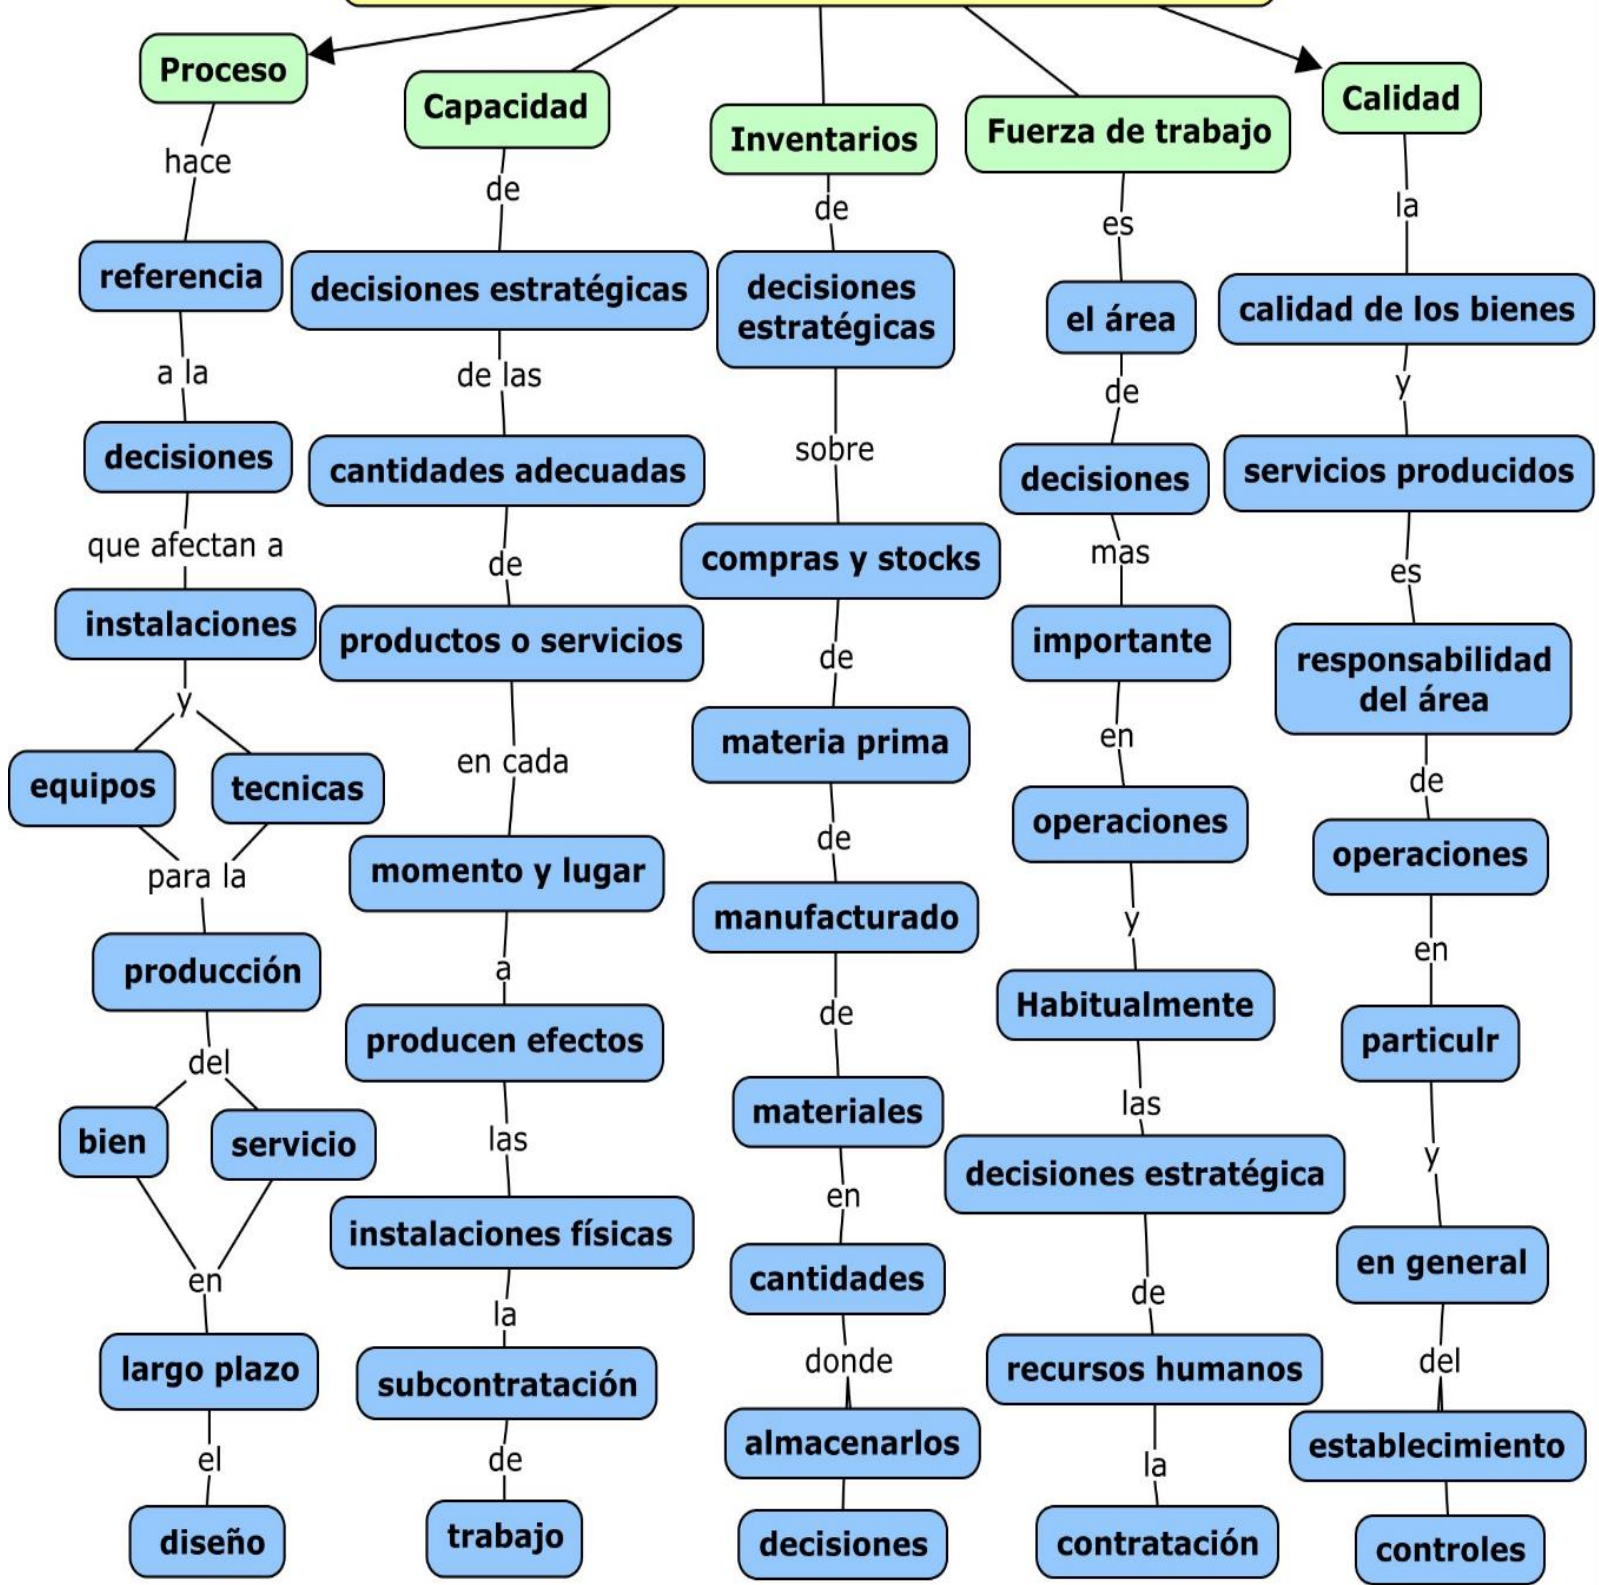 Proceso
hace
referencia
a la
decisiones
que afectan a
instalaciones
y
equipos
tecnicas
para la
producción
del
bien
servicio
en
largo plazo
el
diseño
Capacidad
de
decisiones estratégicas
de las
cantidades adecuadas
de
productos o servicios
en cada
momento y lugar
a
producen efectos
las
instalaciones físicas
la
subcontratación
de
trabajo
Inventarios
de
decisiones
estratégicas
sobre
compras y stocks
de
materia prima
de
manufacturado
de
materiales
en
cantidades
donde
almacenarlos
decisiones
Fuerza de trabajo
es
el área
de
decisiones
mas
importante
en
operaciones
y
Habitualmente
las
decisiones estratégica
de
recursos humanos
la
contratación
Calidad
la
calidad de los bienes
y
servicios producidos
es
responsabilidad
del área
de
operaciones
en
particulr
y
en general
del
establecimiento
controles